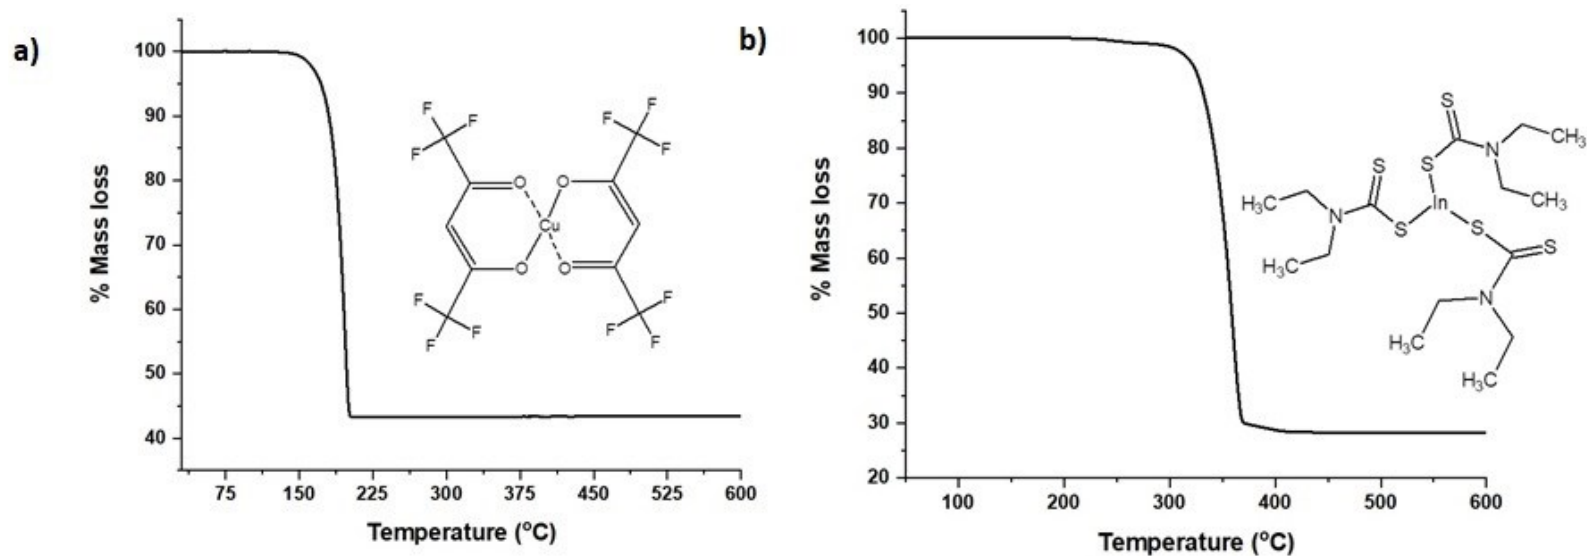 a)
100
90
80
70
60
50
40
% Mass loss
75 150 225 300 375 450 525 600
Temperature (°C)
F F F F
F F
O O
Cu
O O
F F
F F F F
b)
100
90
80
70
60
50
40
30
20
% Mass loss
100 200 300 400 500 600
Temperature (°C)
S
N CH3
S
CH3
S
H3C N
In
S S
S
H3C
N
H3C
H3C